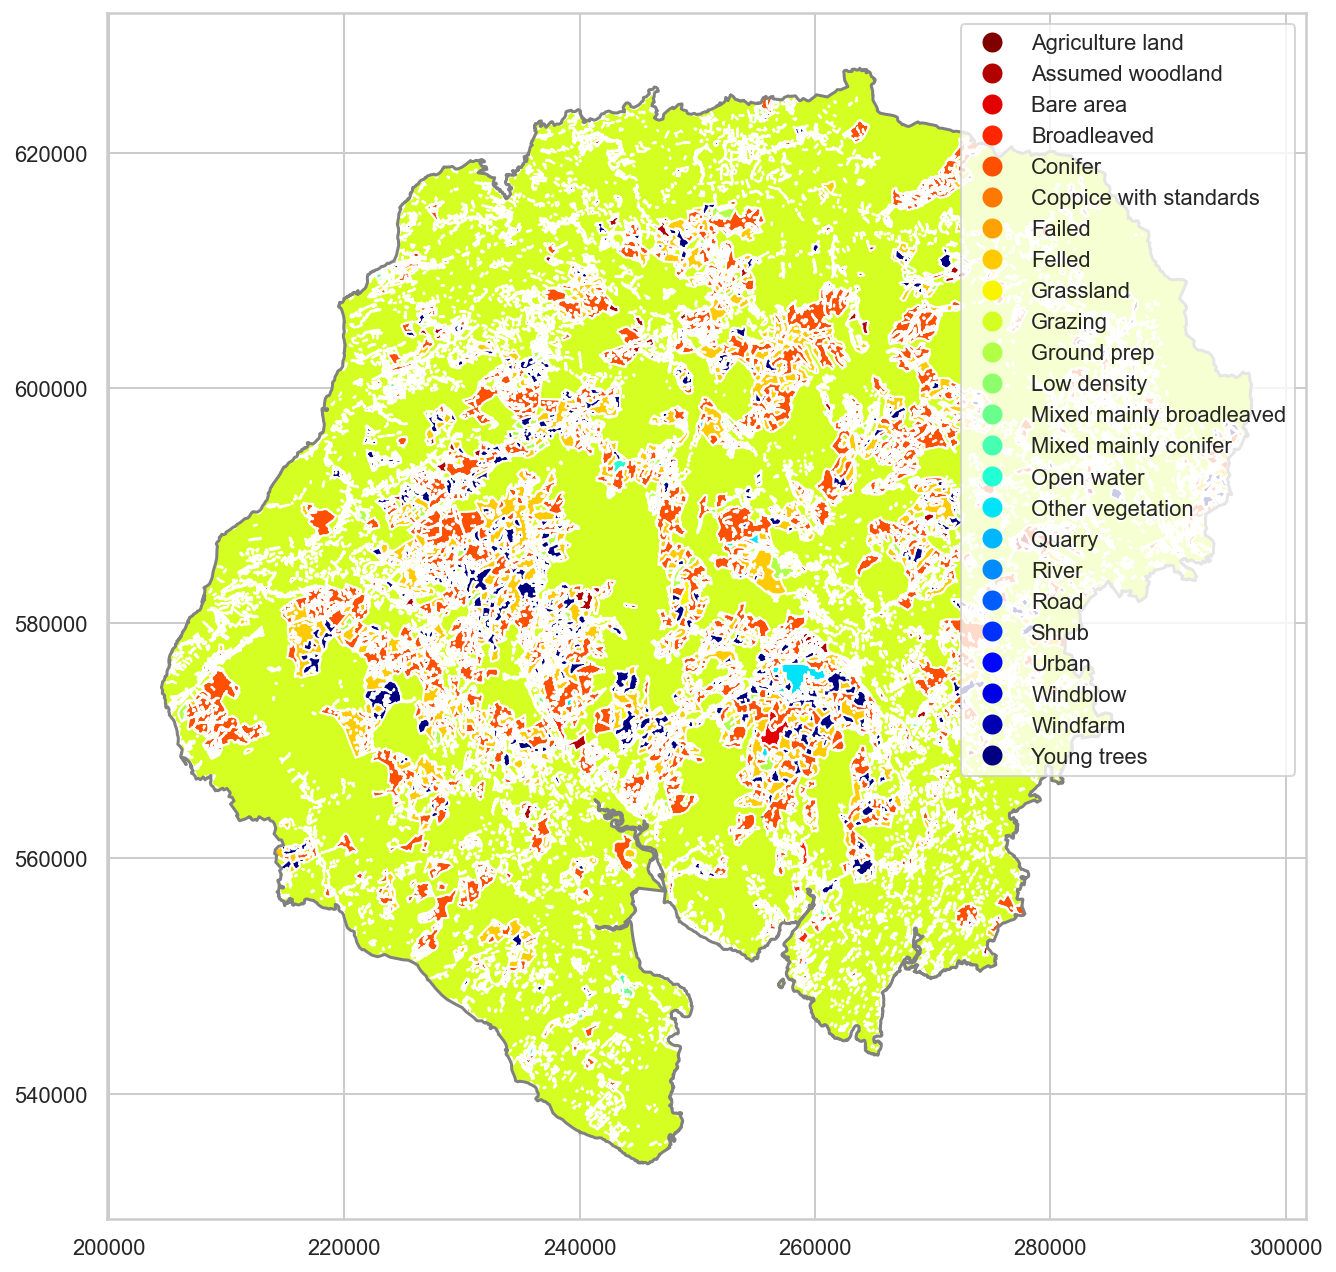 Agriculture land
Assumed woodland
Bare area
Broadleaved
Conifer
Coppice with standards
Failed
Felled
Grassland
Grazing
Ground prep
Low density
Mixed mainly broadleaved
Mixed mainly conifer
Open water
Other vegetation
Quarry
River
Road
Shrub
Urban
Windblow
Windfarm
Young trees
620000
600000
580000
560000
540000
200000 220000 240000 260000 280000 300000